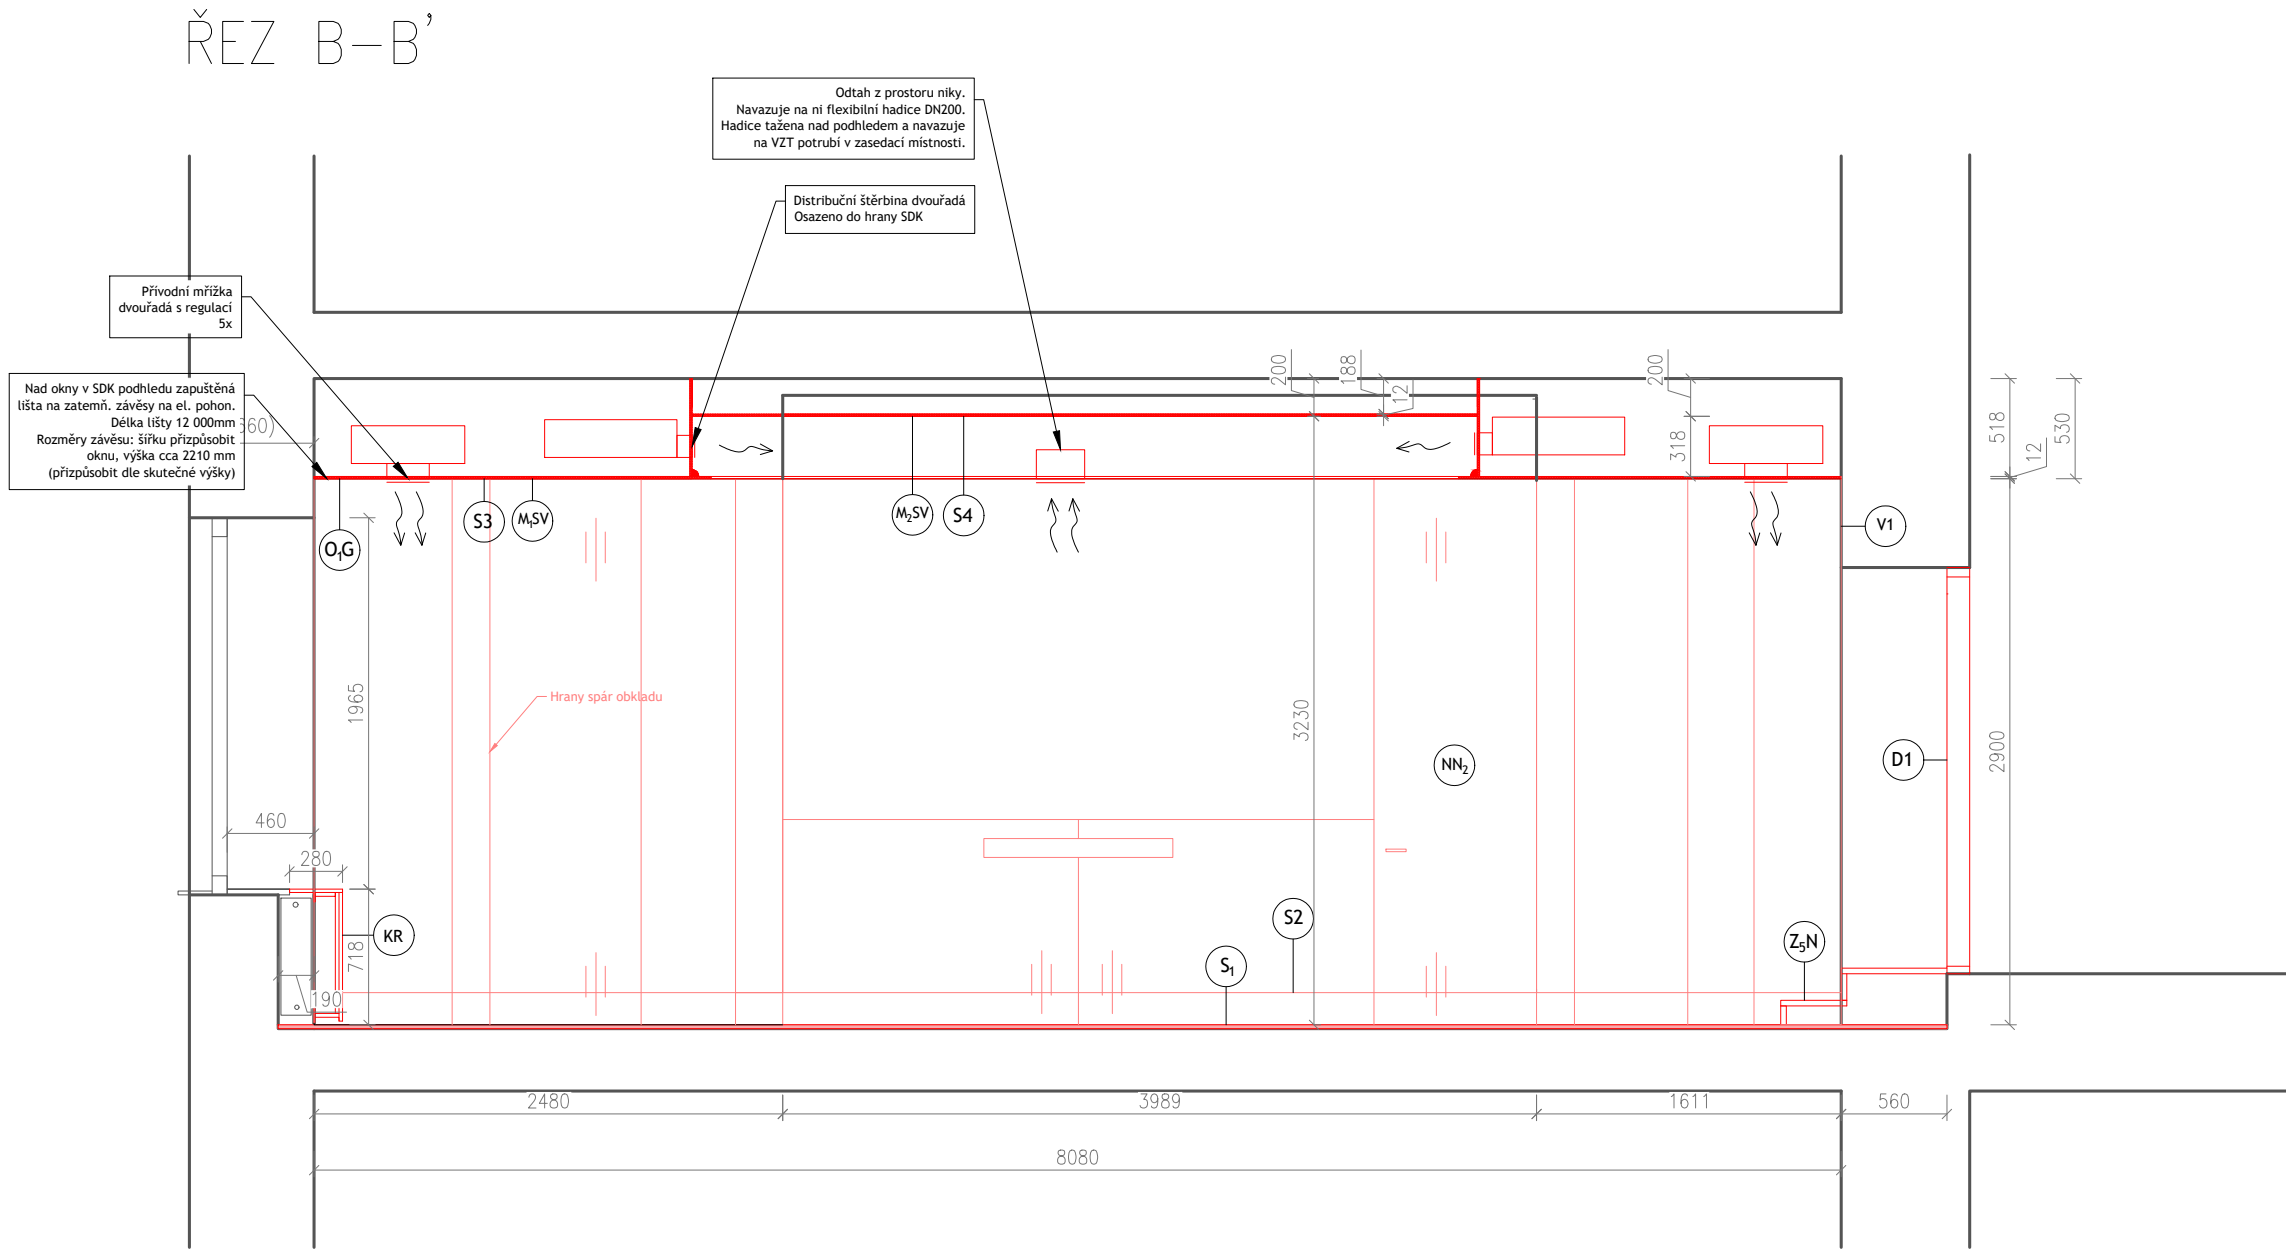 ŘEZ B-B'
Odtah z prostoru niky.
Navazuje na ni flexibilní hadice DN200.
Hadice tažena nad podhledem a navazuje
na VZT potrubí v zasedací místnosti.
Distribuční štěrbina dvouřadá
Osazeno do hrany SDK
Přívodní mřížka
dvouřadá s regulací
5x
Nad okny v SDK podhledu zapuštěná
lišta na zatemň. závěsy na el. pohon.
Délka lišty 12 000mm
Rozměry závěsu: šířku přizpůsobit
oknu, výška cca 2210 mm
(přizpůsobit dle skutečné výšky)
60)
200
188
12
200
318
518
12
530
O₁G
S3
M₁SV
M₂SV
S4
V1
Hrany spár obkladu
1965
3230
2900
NN₂
D1
460
280
KR
718
190
S2
S₁
Z₅N
2480
3989
1611
560
8080